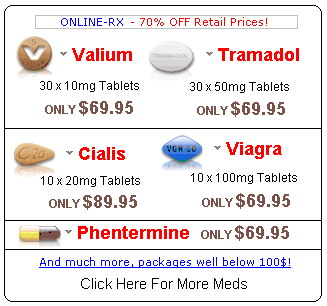 ONLINE-RX - 70% OFF Retail Prices!
Valium
30 x 10mg Tablets
ONLY $69.95
TRAMADOL
Tramadol
30 x 50mg Tablets
ONLY $69.95
Cialis
10 x 20mg Tablets
ONLY $89.95
VGR 50
Viagra
10 x 100mg Tablets
ONLY $69.95
Phentermine ONLY $69.95
And much more, packages well below 100$!
Click Here For More Meds